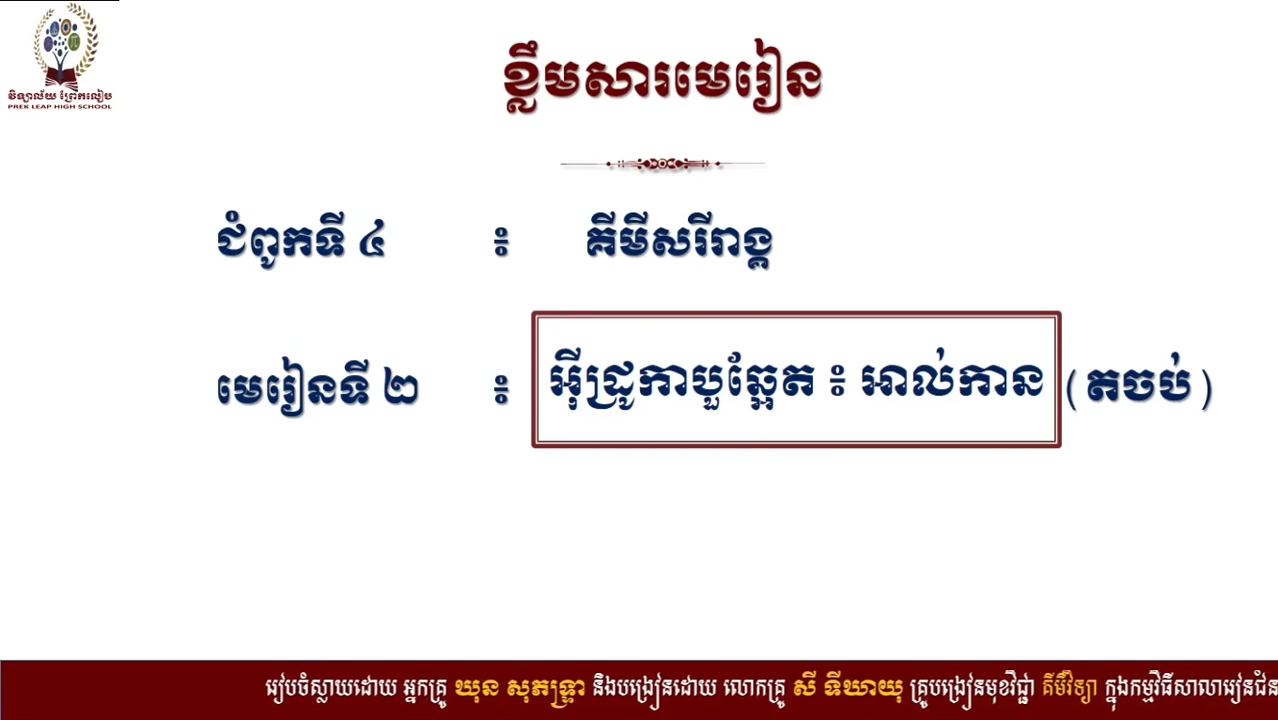 វិទ្យាល័យ ព្រែកលៀប
PREK LEAP HIGH SCHOOL
ខ្លឹមសារមេរៀន
ជំពូកទី ៤ ៖ គីមីសរីរាង្គ
មេរៀនទី ២ ៖ អ៊ីដ្រូកាបួឆ្អែត ៖ អាល់កាន (តចប់)
រៀបចំស្លាយដោយ អ្នកគ្រូ ឃុន សុភន្ទ្រា និងបង្រៀនដោយ លោកគ្រូ សី ទីឃាយុ គ្រូបង្រៀនមុខវិជ្ជា គីមីវិទ្យា ក្នុងកម្មវិធីសាលារៀនជំនា